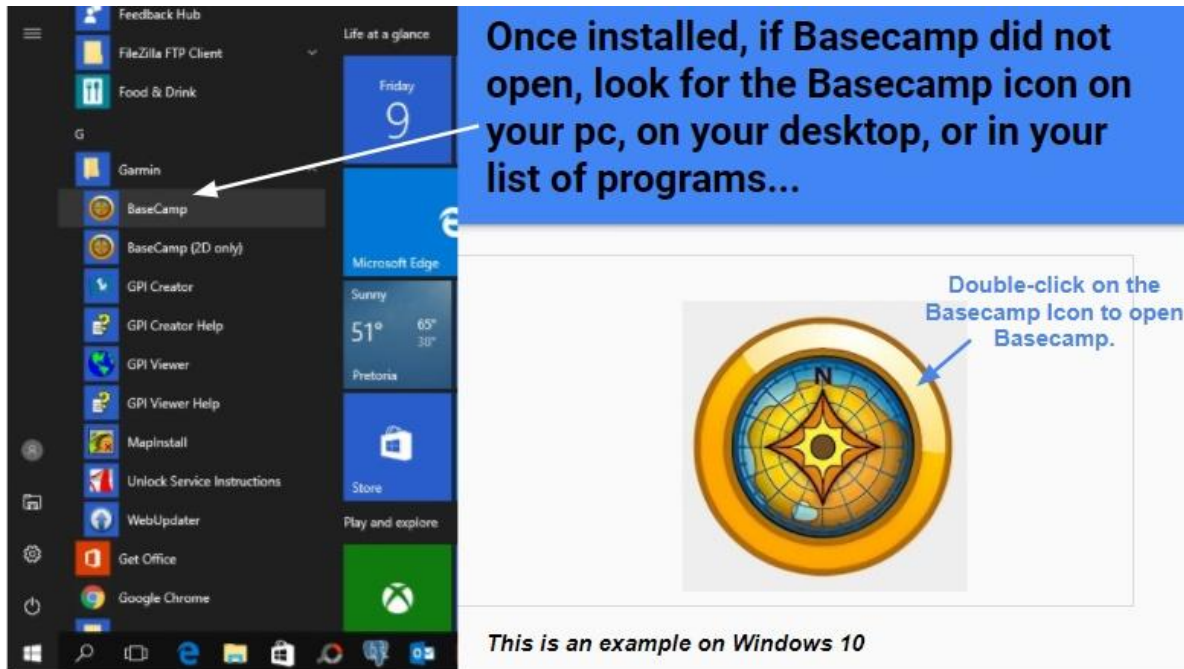 Feedback Hub
FileZilla FTP Client
Food & Drink
G
Garmin
BaseCamp
BaseCamp (2D only)
GPI Creator
GPI Creator Help
GPI Viewer
GPI Viewer Help
MapInstall
Unlock Service Instructions
WebUpdater
Get Office
Google Chrome
Life at a glance
Friday
9
Microsoft Edge
Sunny
51°
65°
30°
Pretoria
Store
Play and explore
Once installed, if Basecamp did not
open, look for the Basecamp icon on
your pc, on your desktop, or in your
list of programs...
Double-click on the
Basecamp Icon to open
Basecamp.
N
This is an example on Windows 10